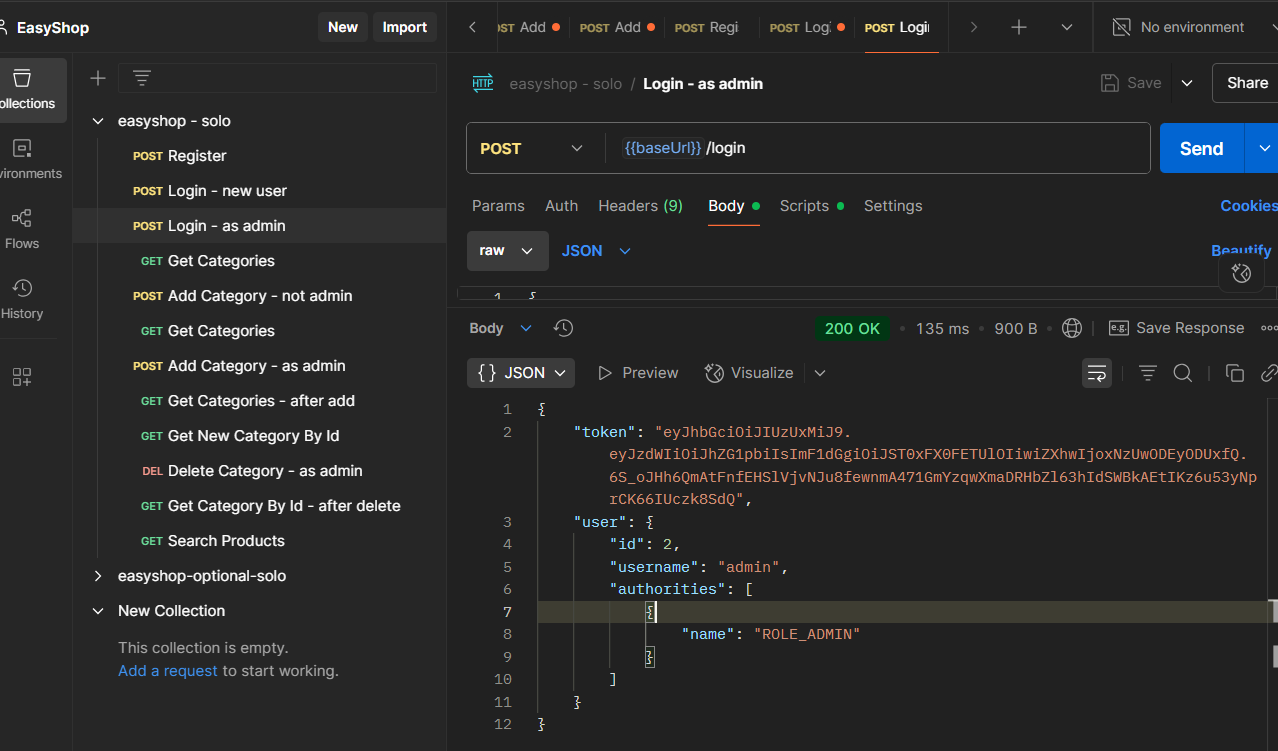 EasyShop
New Import
ollections
vironments
Flows
History
easyshop - solo
POST Register
POST Login - new user
POST Login - as admin
GET Get Categories
POST Add Category - not admin
GET Get Categories
POST Add Category - as admin
GET Get Categories - after add
GET Get New Category By Id
DEL Delete Category - as admin
GET Get Category By Id - after delete
GET Search Products
easyshop-optional-solo
New Collection
This collection is empty.
Add a request to start working.
OST Add POST Add POST Regi POST Logi POST Login No environment
HTTP easyshop - solo / Login - as admin Save Share
POST {{baseUrl}} /login Send
Params Auth Headers (9) Body Scripts Settings Cookies
raw JSON Beautify
1 {
Body 200 OK 135 ms 900 B e.g. Save Response
{} JSON Preview Visualize
1 {
2 "token": "eyJhbGciOiJIUzUxMiJ9.
eyJzdWIiOiJhZG1pbiIsImF1dGgiOiJST0xFX0FETUlOIiwiZXhwIjoxNzUwODEyODUxfQ.
6S_oJHh6QmAtFnfEHSlVjvNJu8fewnmA471GmYzqwXmaDRHbZl63hIdSWBkAEtIKz6u53yNp
rCK66IUczk8SdQ",
3 "user": {
4 "id": 2,
5 "username": "admin",
6 "authorities": [
7 {
8 "name": "ROLE_ADMIN"
9 }
10 ]
11 }
12 }